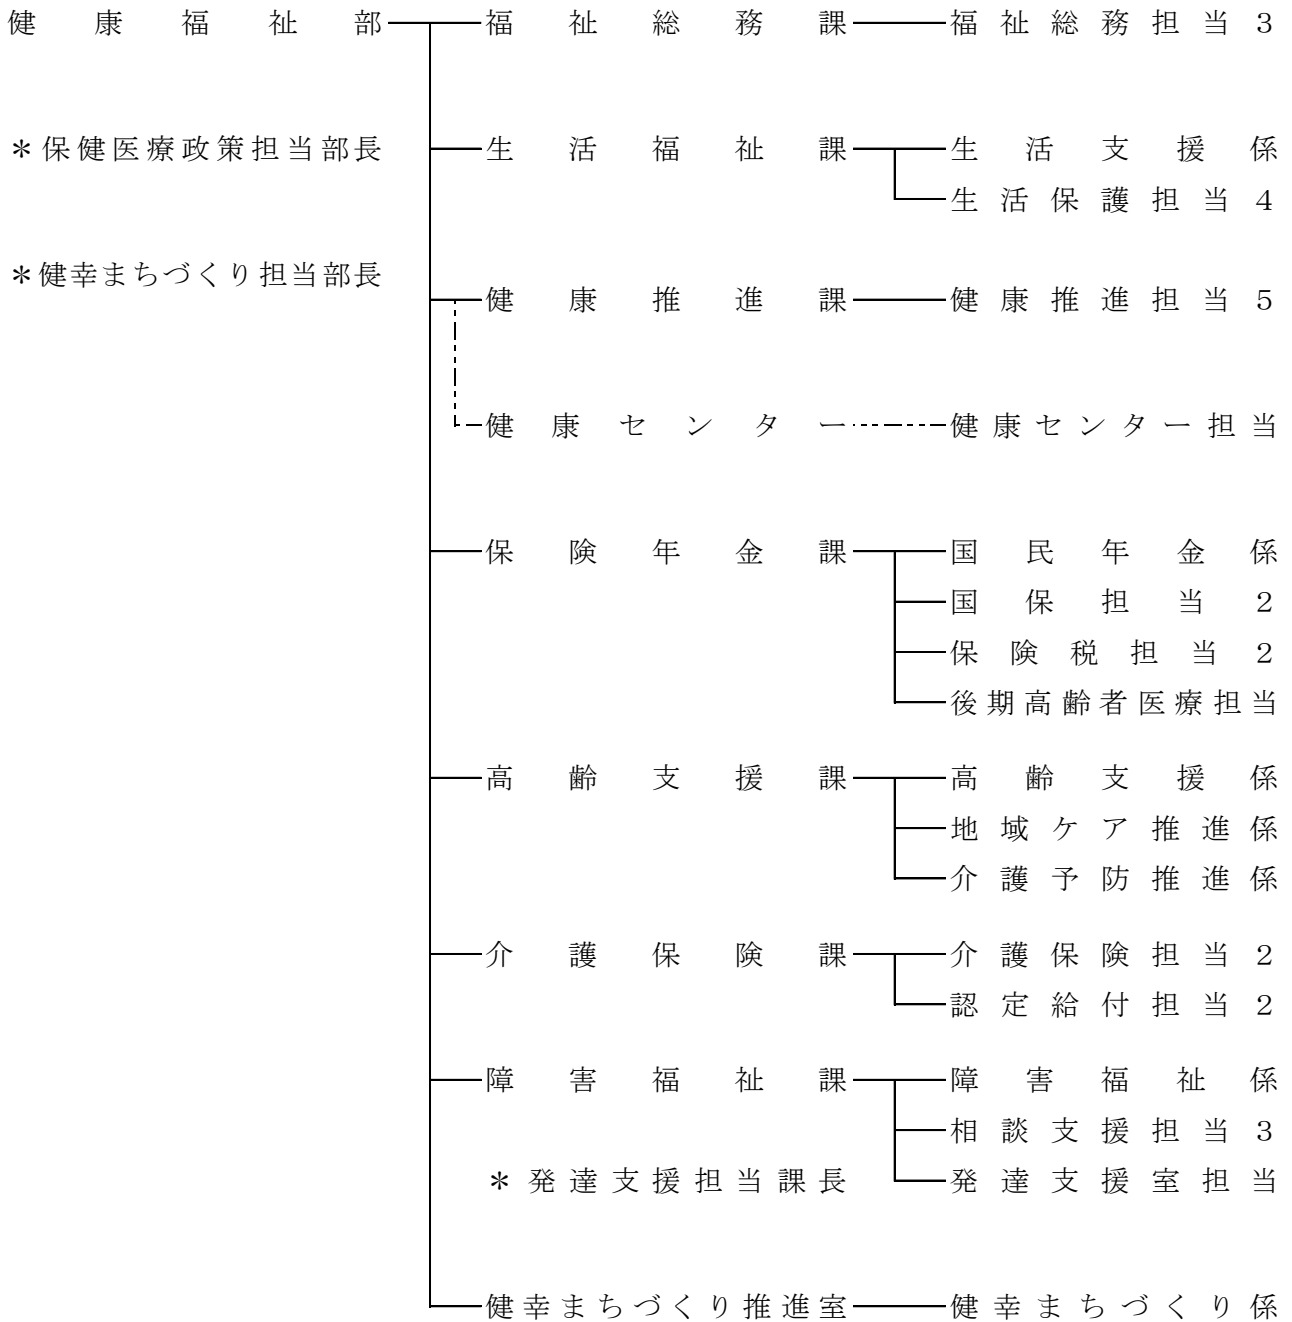 健康福祉部 福祉総務課 福祉総務担当3
＊保健医療政策担当部長 生活福祉課 生活支援係
生活保護担当4
＊健幸まちづくり担当部長
健康推進課 健康推進担当5
健康センター 健康センター担当
保険年金課 国民年金係
国保担当2
保険税担当2
後期高齢者医療担当
高齢支援課 高齢支援係
地域ケア推進係
介護予防推進係
介護保険課 介護保険担当2
認定給付担当2
障害福祉課 障害福祉係
相談支援担当3
＊発達支援担当課長 発達支援室担当
健幸まちづくり推進室 健幸まちづくり係